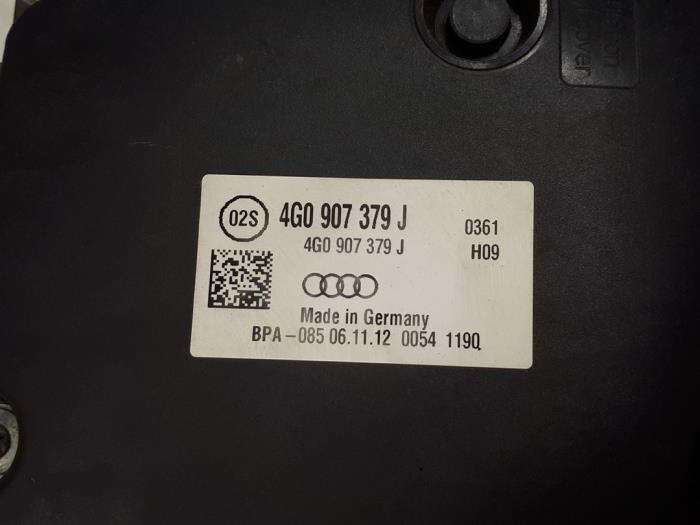 02S 4G0 907 379 J 0361
4G0 907 379 J H09
Made in Germany
BPA-085 06.11.12 0054 1190